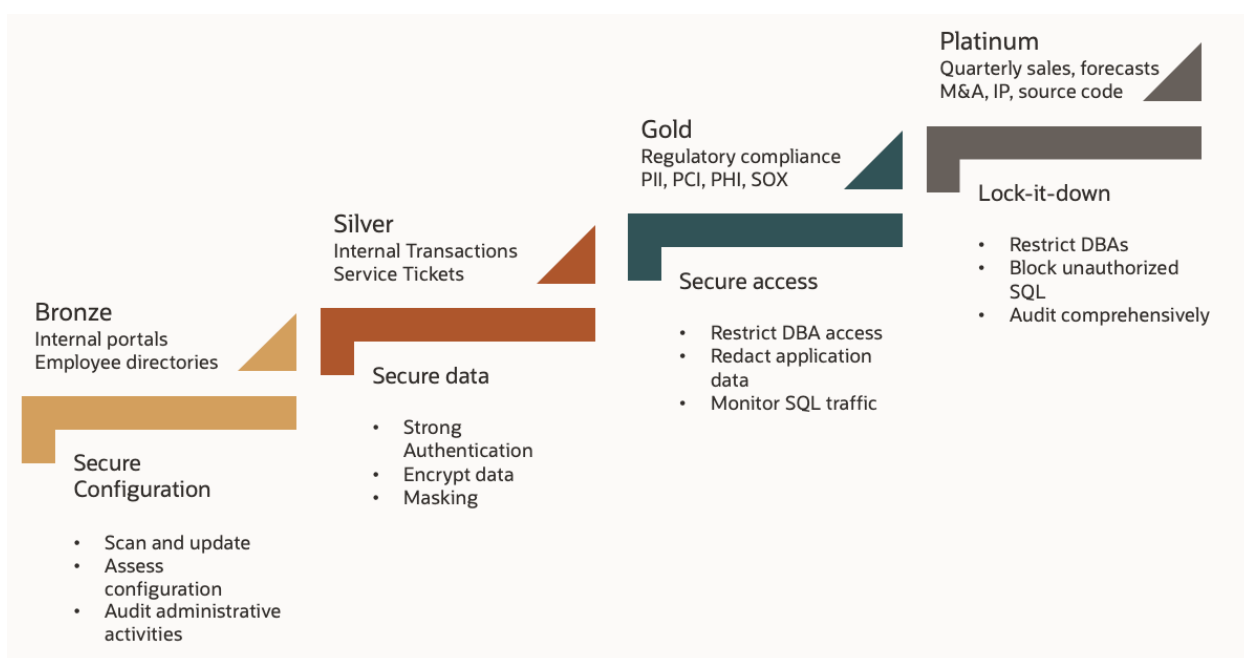 Bronze
Internal portals
Employee directories
Secure
Configuration
• Scan and update
• Assess
configuration
• Audit administrative
activities
Silver
Internal Transactions
Service Tickets
Secure data
• Strong
Authentication
• Encrypt data
• Masking
Gold
Regulatory compliance
PII, PCI, PHI, SOX
Secure access
• Restrict DBA access
• Redact application
data
• Monitor SQL traffic
Platinum
Quarterly sales, forecasts
M&A, IP, source code
Lock-it-down
• Restrict DBAs
• Block unauthorized
SQL
• Audit comprehensively